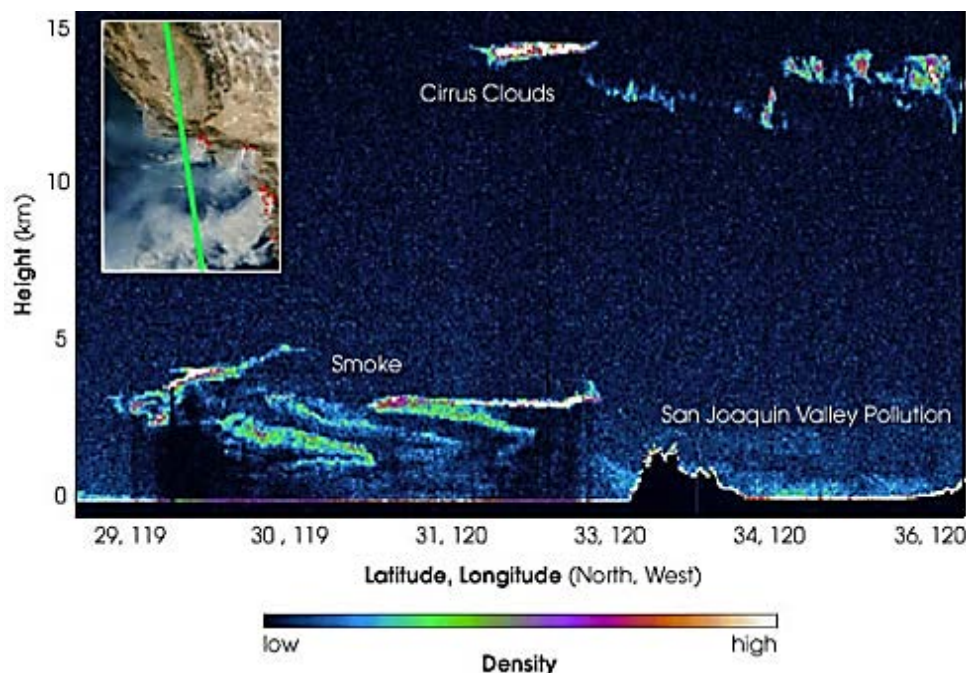 15
Cirrus Clouds
10
Height (km)
5
Smoke
San Joaquin Valley Pollution
0
29, 119 30 , 119 31, 120 33, 120 34, 120 36, 120
Latitude, Longitude (North, West)
low high
Density